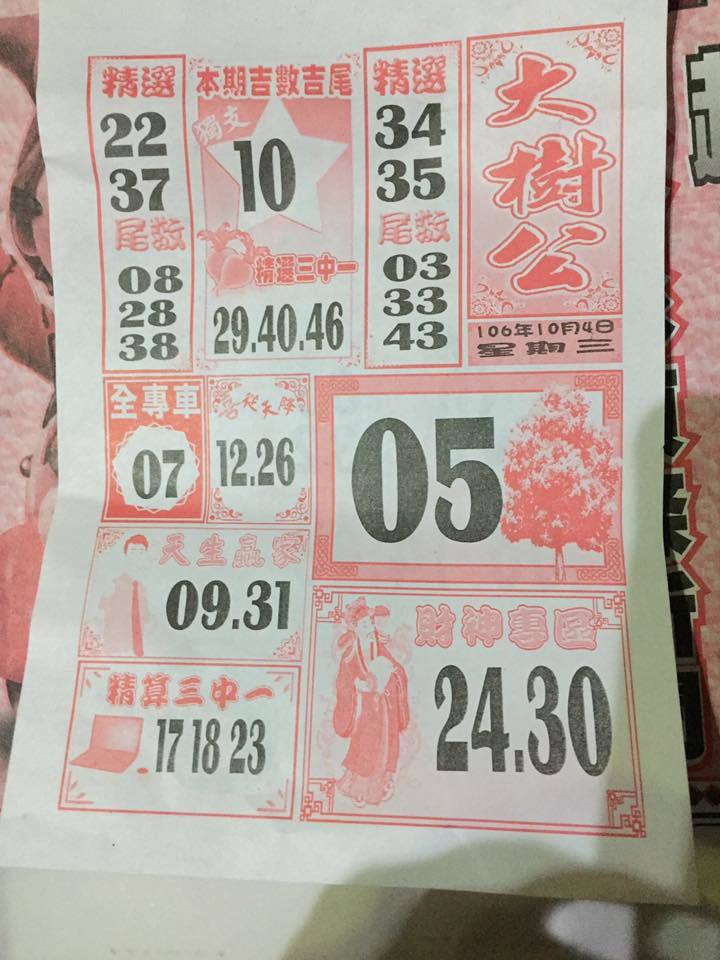 精選
22
37
尾数
08
28
38
本期吉數吉尾
獨支
10
精選三中一
29.40.46
精選
34
35
尾数
03
33
43
大樹公
106年10月4日
星期三
全專車
07
喜從天降
12.26
05
天生贏家
09.31
精算三中一
17 18 23
財神專區
24.30